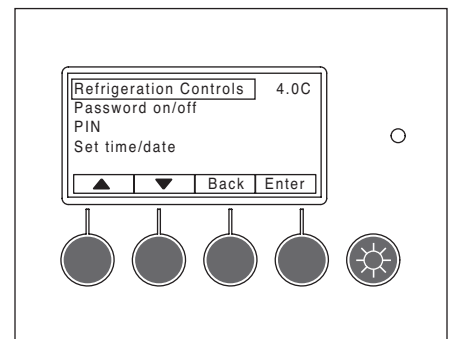 Refrigeration Controls 4.0C
Password on/off
PIN
Set time/date
Back Enter